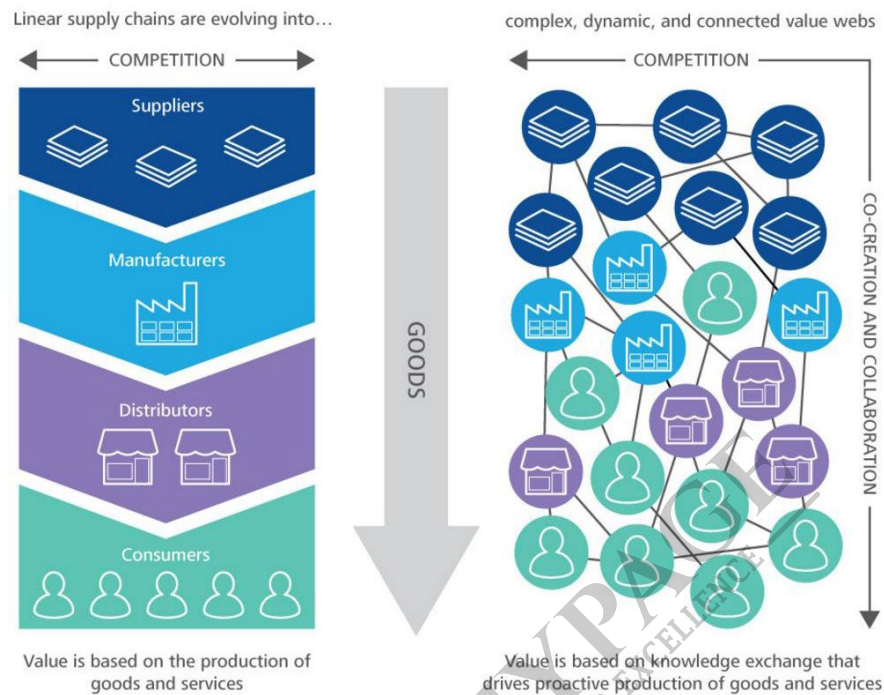 Linear supply chains are evolving into…
complex, dynamic, and connected value webs
COMPETITION
COMPETITION
Suppliers
Manufacturers
Distributors
Consumers
GOODS
CO-CREATION AND COLLABORATION
Value is based on the production of
goods and services
Value is based on knowledge exchange that
drives proactive production of goods and services
EXCELLENCE